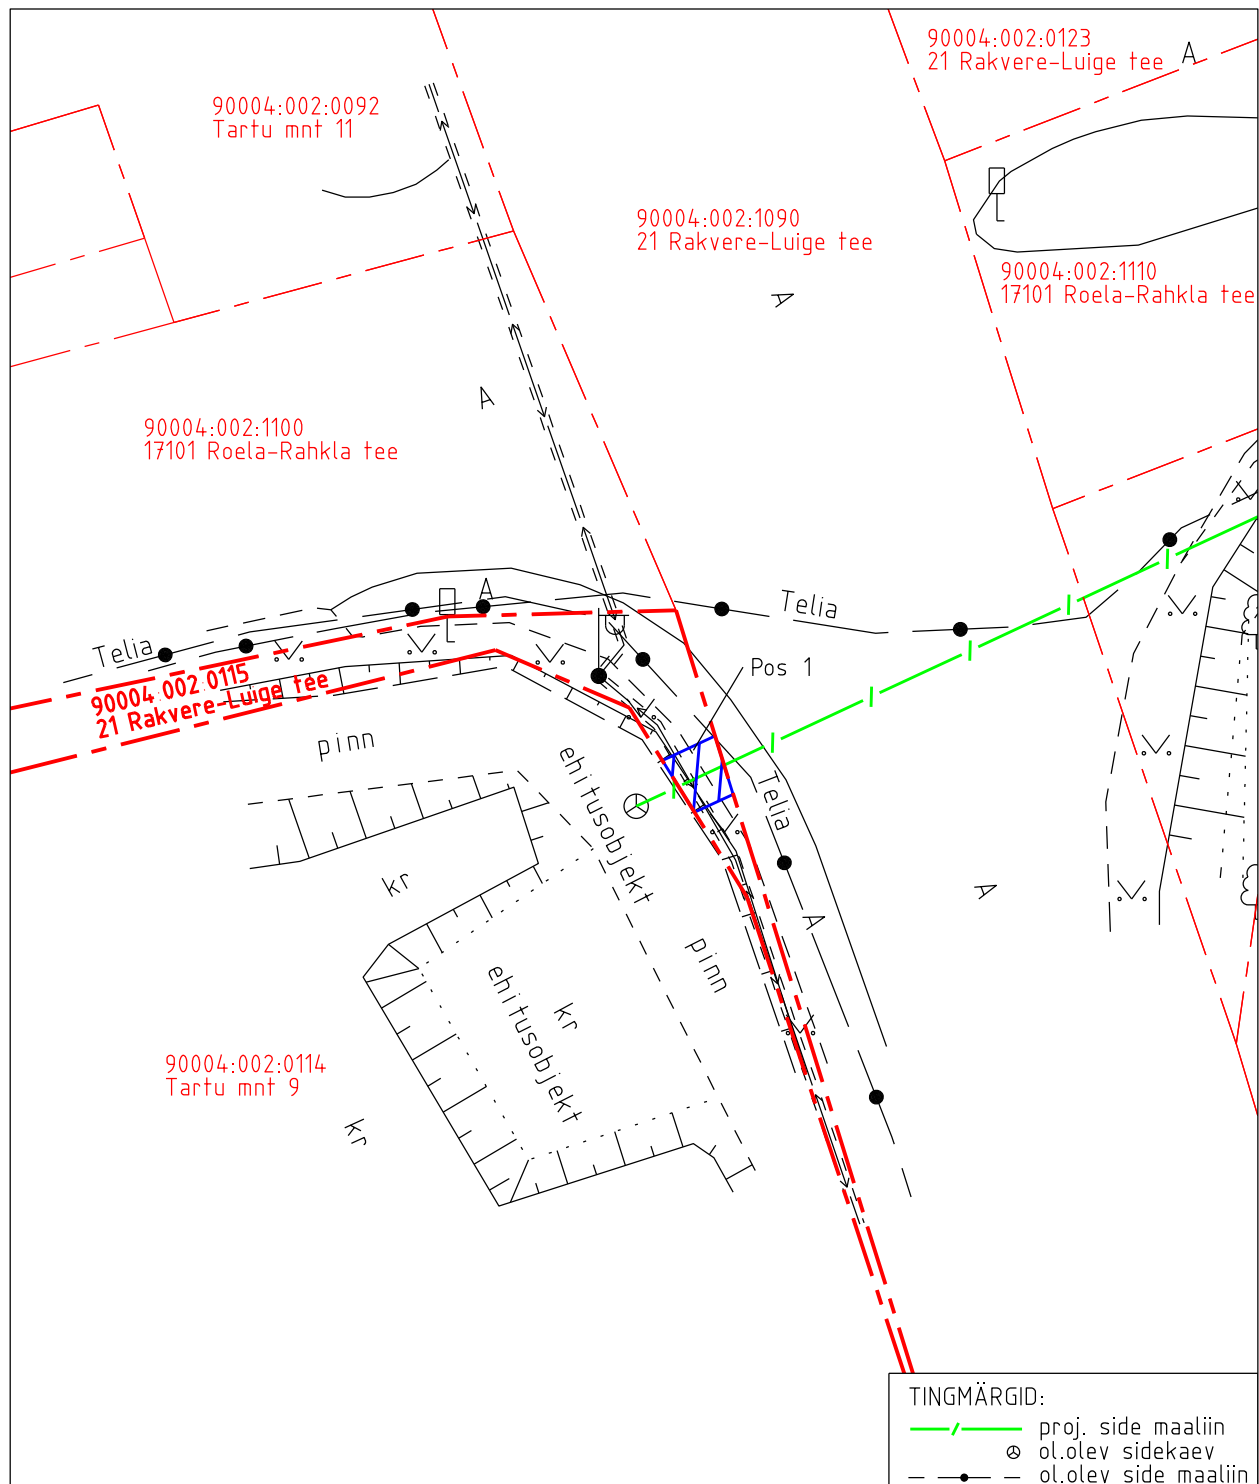 90004:002:0123
21 Rakvere-Luige tee
A
90004:002:0092
Tartu mnt 11
90004:002:1090
21 Rakvere-Luige tee
90004:002:1110
17101 Roela-Rahkla tee
A
A
90004:002:1100
17101 Roela-Rahkla tee
A
Telia
Telia
90004:002:0115
21 Rakvere-Luige tee
Pos 1
pinn
ehitusobjekt
Telia
kr
A
A
pinn
ehitusobjekt
kr
90004:002:0114
Tartu mnt 9
kr
TINGMÄRGID:
proj. side maaliin
ol.olev sidekaev
ol.olev side maaliin